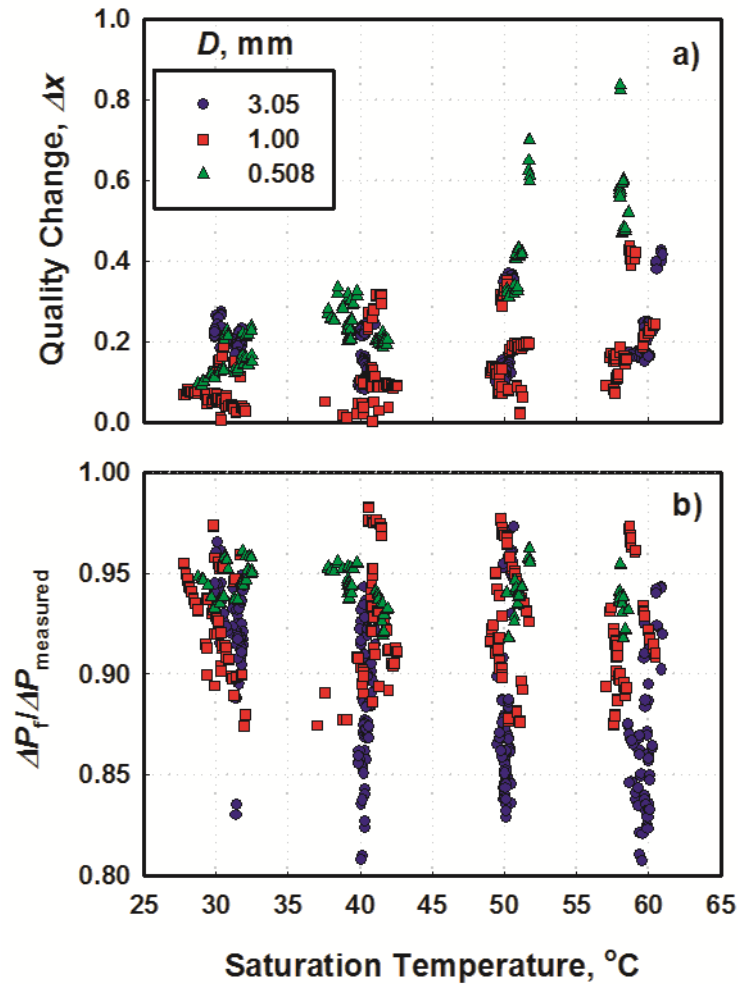 1.0
0.8
0.6
0.4
0.2
0.0
Quality Change, Δx
D, mm
3.05
1.00
0.508
a)
1.00
0.95
0.90
0.85
0.80
ΔPf/ΔPmeasured
b)
25 30 35 40 45 50 55 60 65
Saturation Temperature, oC